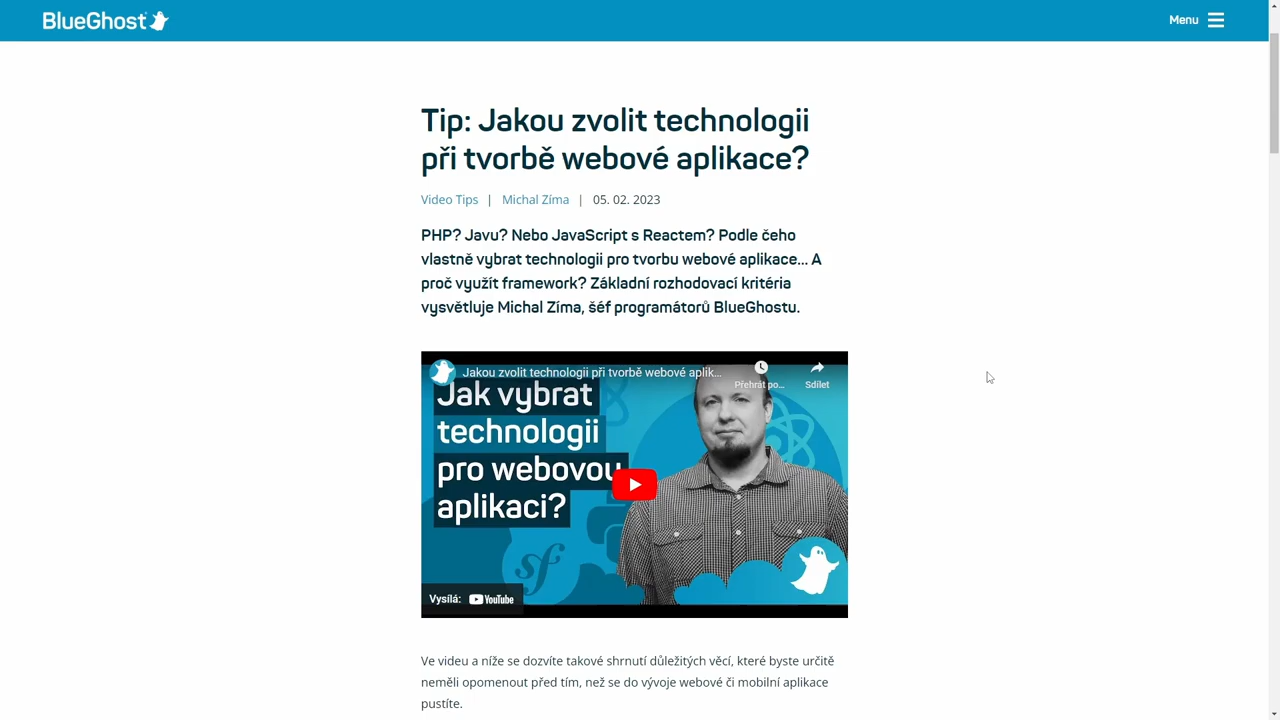 BlueGhost
Menu
Tip: Jakou zvolit technologii
při tvorbě webové aplikace?
Video Tips | Michal Zíma | 05. 02. 2023
PHP? Javu? Nebo JavaScript s Reactem? Podle čeho
vlastně vybrat technologii pro tvorbu webové aplikace... A
proč využít framework? Základní rozhodovací kritéria
vysvětluje Michal Zíma, šéf programátorů BlueGhostu.
Jakou zvolit technologii při tvorbě webové aplik...
Přehrát po...
Sdílet
Jak vybrat
technologii
pro webovou
aplikaci?
sf
Vysílá: YouTube
Ve videu a níže se dozvíte takové shrnutí důležitých věcí, které byste určitě
neměli opomenout před tím, než se do vývoje webové či mobilní aplikace
pustíte.